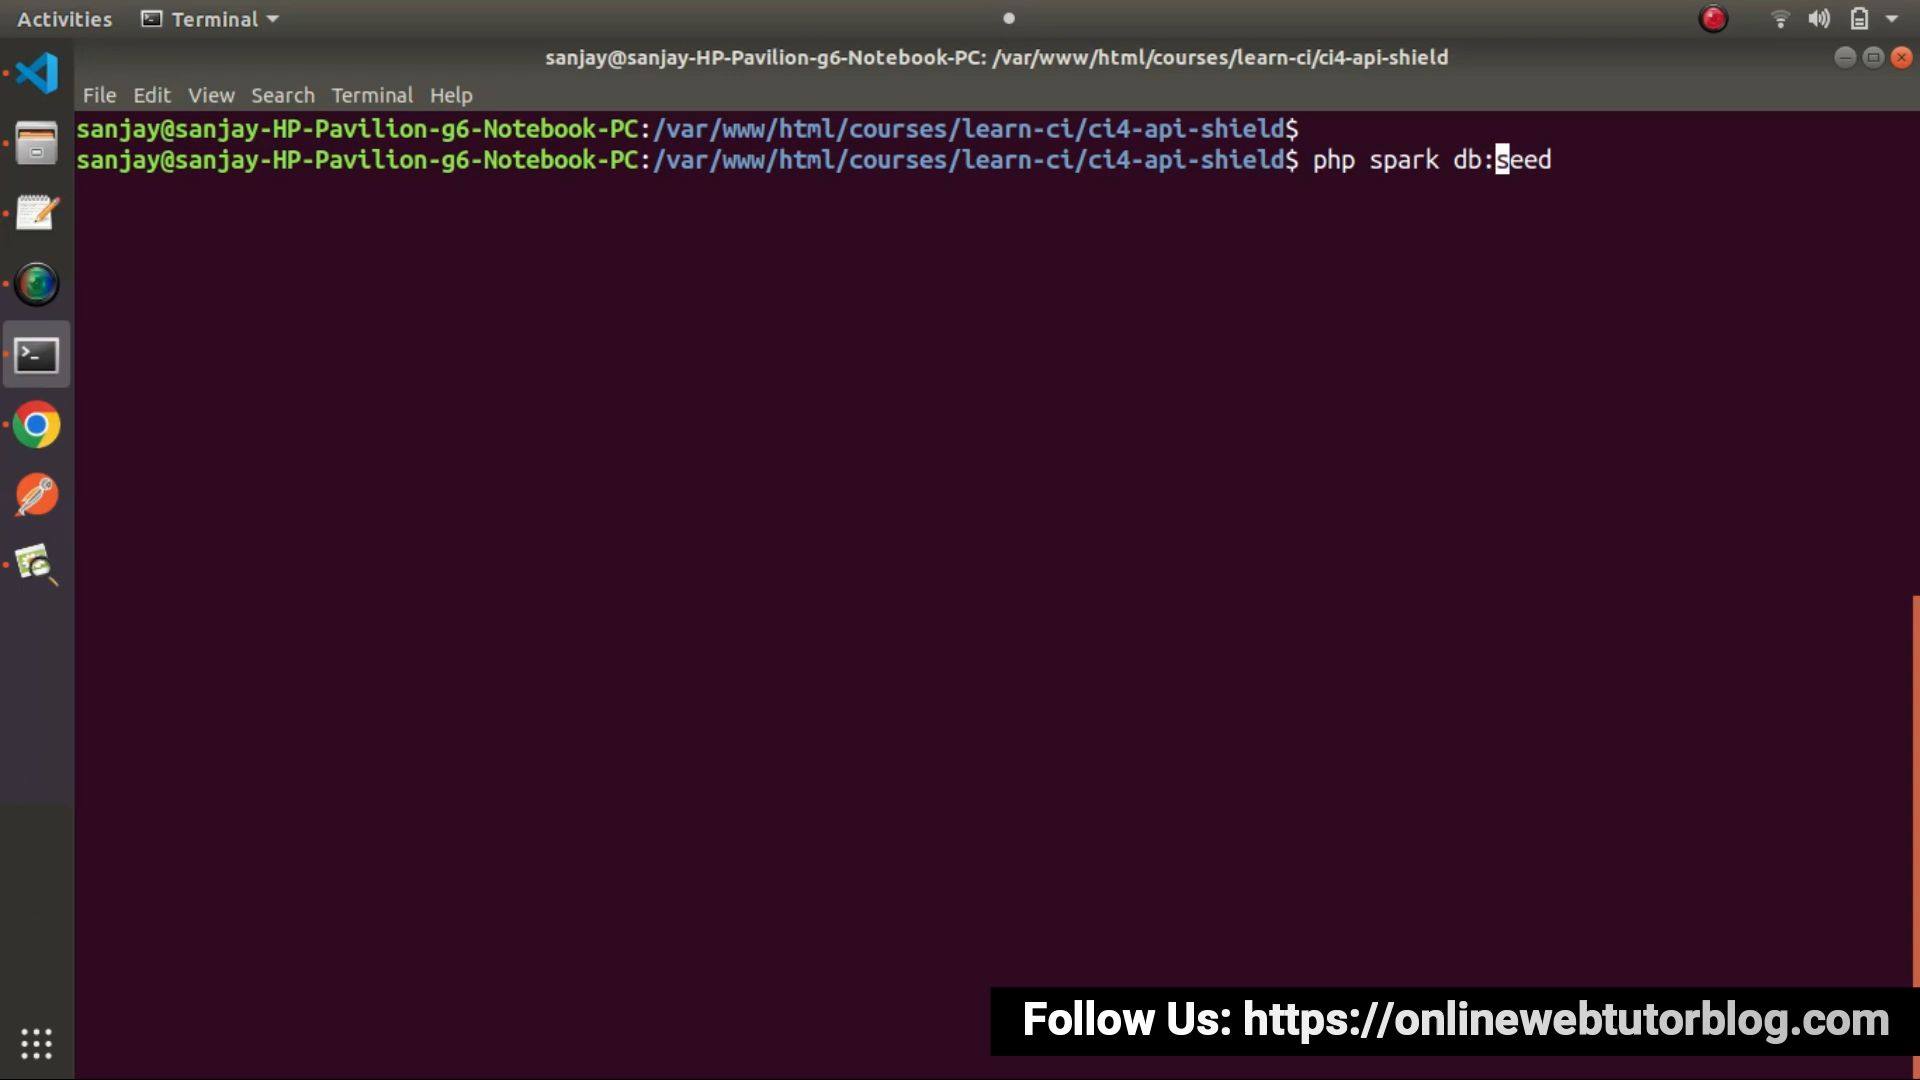 Activities Terminal
sanjay@sanjay-HP-Pavilion-g6-Notebook-PC: /var/www/html/courses/learn-ci/ci4-api-shield
File Edit View Search Terminal Help
sanjay@sanjay-HP-Pavilion-g6-Notebook-PC:/var/www/html/courses/learn-ci/ci4-api-shield$
sanjay@sanjay-HP-Pavilion-g6-Notebook-PC:/var/www/html/courses/learn-ci/ci4-api-shield$ php spark db:seed
Follow Us: https://onlinewebtutorblog.com